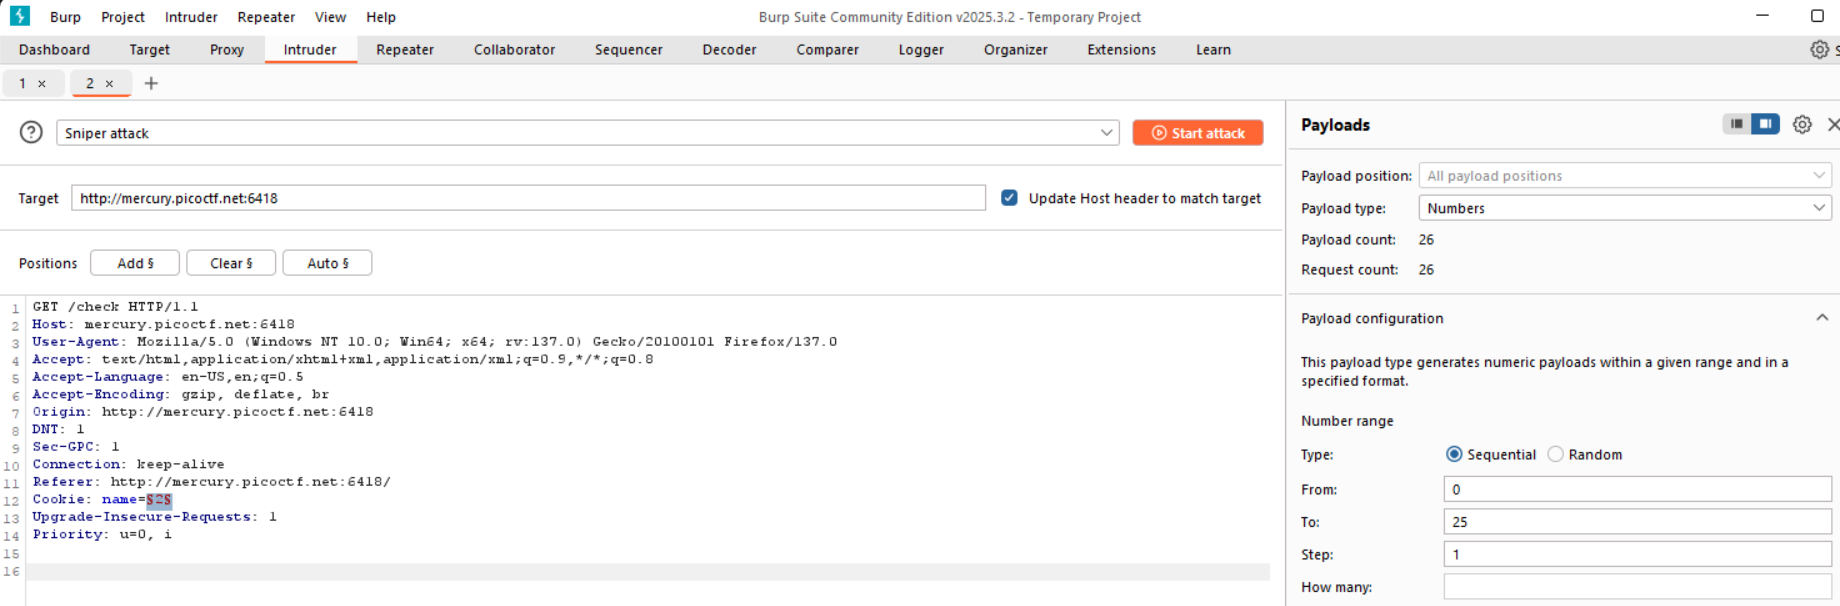 Burp Project Intruder Repeater View Help Burp Suite Community Edition v2025.3.2 - Temporary Project
Dashboard Target Proxy Intruder Repeater Collaborator Sequencer Decoder Comparer Logger Organizer Extensions Learn
1 × 2 × +
Sniper attack Start attack
Target http://mercury.picoctf.net:6418 Update Host header to match target
Positions Add § Clear § Auto §
1 GET /check HTTP/1.1
2 Host: mercury.picoctf.net:6418
3 User-Agent: Mozilla/5.0 (Windows NT 10.0; Win64; x64; rv:137.0) Gecko/20100101 Firefox/137.0
4 Accept: text/html,application/xhtml+xml,application/xml;q=0.9,*/*;q=0.8
5 Accept-Language: en-US,en;q=0.5
6 Accept-Encoding: gzip, deflate, br
7 Origin: http://mercury.picoctf.net:6418
8 DNT: 1
9 Sec-GPC: 1
10 Connection: keep-alive
11 Referer: http://mercury.picoctf.net:6418/
12 Cookie: name=§2§
13 Upgrade-Insecure-Requests: 1
14 Priority: u=0, i
15
16
Payloads
Payload position: All payload positions
Payload type: Numbers
Payload count: 26
Request count: 26
Payload configuration
This payload type generates numeric payloads within a given range and in a
specified format.
Number range
Type: Sequential Random
From: 0
To: 25
Step: 1
How many: